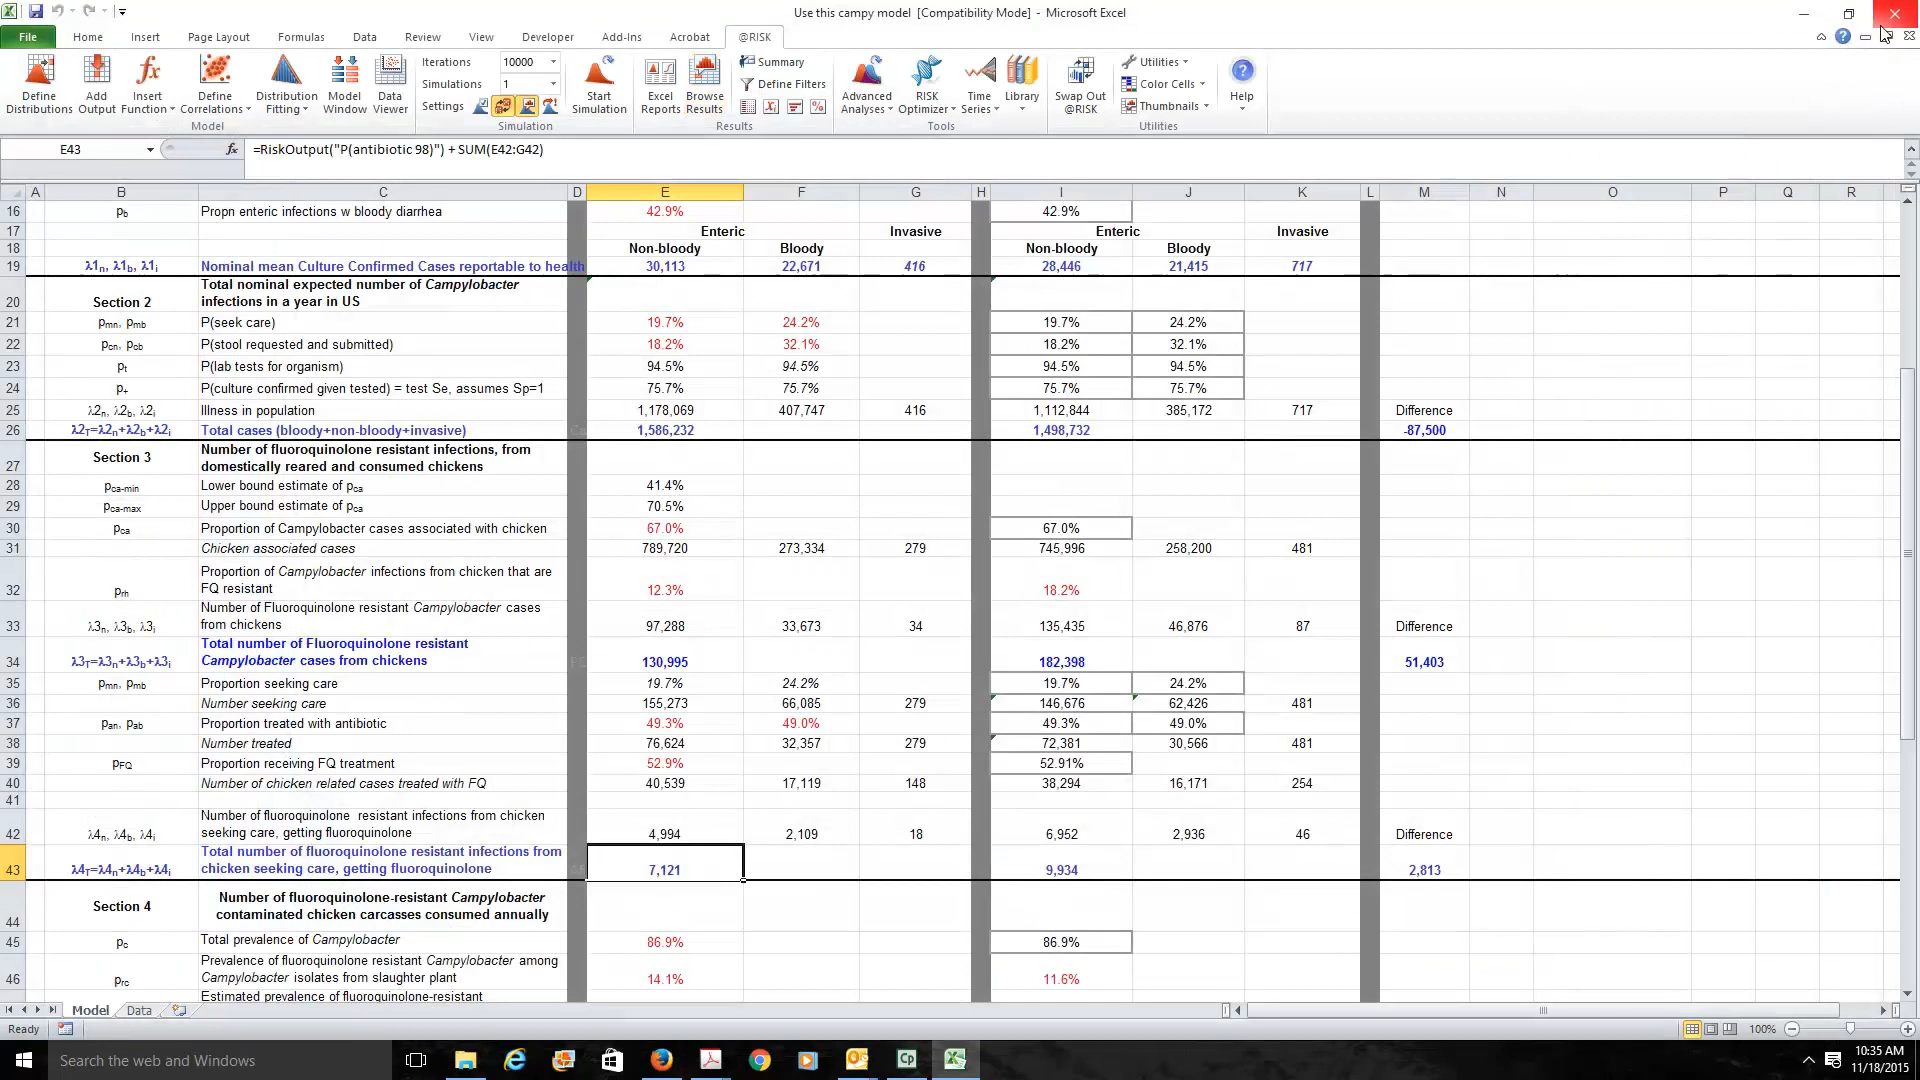 Use this campy model [Compatibility Mode] - Microsoft Excel
File Home Insert Page Layout Formulas Data Review View Developer Add-Ins Acrobat @RISK
Define Distributions
Add Output
Insert Function
Define Correlations
Distribution Fitting
Model Window
Data Viewer
Model
Iterations 10000
Simulations 1
Settings
Start Simulation
Simulation
Excel Reports
Browse Results
Summary
Define Filters
Results
Advanced Analyses
RISK Optimizer
Time Series
Library
Tools
Swap Out @RISK
Utilities
Color Cells
Thumbnails
Utilities
Help
E43 fx =RiskOutput("P(antibiotic 98)") + SUM(E42:G42)
A B C D E F G H I J K L M N O P Q R
16 pb Propn enteric infections w bloody diarrhea 42.9% 42.9%
17 Enteric Invasive Enteric Invasive
18 Non-bloody Bloody Non-bloody Bloody
19 λ1n, λ1b, λ1i Nominal mean Culture Confirmed Cases reportable to health 30,113 22,671 416 28,446 21,415 717
20 Section 2 Total nominal expected number of Campylobacter
infections in a year in US
21 pmn, pmb P(seek care) 19.7% 24.2% 19.7% 24.2%
22 pcn, pcb P(stool requested and submitted) 18.2% 32.1% 18.2% 32.1%
23 pt P(lab tests for organism) 94.5% 94.5% 94.5% 94.5%
24 p+ P(culture confirmed given tested) = test Se, assumes Sp=1 75.7% 75.7% 75.7% 75.7%
25 λ2n, λ2b, λ2i Illness in population 1,178,069 407,747 416 1,112,844 385,172 717 Difference
26 λ2T=λ2n+λ2b+λ2i Total cases (bloody+non-bloody+invasive) 1,586,232 1,498,732 -87,500
27 Section 3 Number of fluoroquinolone resistant infections, from
domestically reared and consumed chickens
28 pca-min Lower bound estimate of pca 41.4%
29 pca-max Upper bound estimate of pca 70.5%
30 pca Proportion of Campylobacter cases associated with chicken 67.0% 67.0%
31 Chicken associated cases 789,720 273,334 279 745,996 258,200 481
32 prh Proportion of Campylobacter infections from chicken that are
FQ resistant 12.3% 18.2%
33 λ3n, λ3b, λ3i Number of Fluoroquinolone resistant Campylobacter cases
from chickens 97,288 33,673 34 135,435 46,876 87 Difference
34 λ3T=λ3n+λ3b+λ3i Total number of Fluoroquinolone resistant
Campylobacter cases from chickens 130,995 182,398 51,403
35 pmn, pmb Proportion seeking care 19.7% 24.2% 19.7% 24.2%
36 Number seeking care 155,273 66,085 279 146,676 62,426 481
37 pan, pab Proportion treated with antibiotic 49.3% 49.0% 49.3% 49.0%
38 Number treated 76,624 32,357 279 72,381 30,566 481
39 pFQ Proportion receiving FQ treatment 52.9% 52.91%
40 Number of chicken related cases treated with FQ 40,539 17,119 148 38,294 16,171 254
41
42 λ4n, λ4b, λ4i Number of fluoroquinolone resistant infections from chicken
seeking care, getting fluoroquinolone 4,994 2,109 18 6,952 2,936 46 Difference
43 λ4T=λ4n+λ4b+λ4i Total number of fluoroquinolone resistant infections from
chicken seeking care, getting fluoroquinolone 7,121 9,934 2,813
44 Section 4 Number of fluoroquinolone-resistant Campylobacter
contaminated chicken carcasses consumed annually
45 pc Total prevalence of Campylobacter 86.9% 86.9%
46 prc Prevalence of fluoroquinolone resistant Campylobacter among
Campylobacter isolates from slaughter plant 14.1% 11.6%
Estimated prevalence of fluoroquinolone-resistant
Model Data
Ready 100%
Search the web and Windows
10:35 AM
11/18/2015